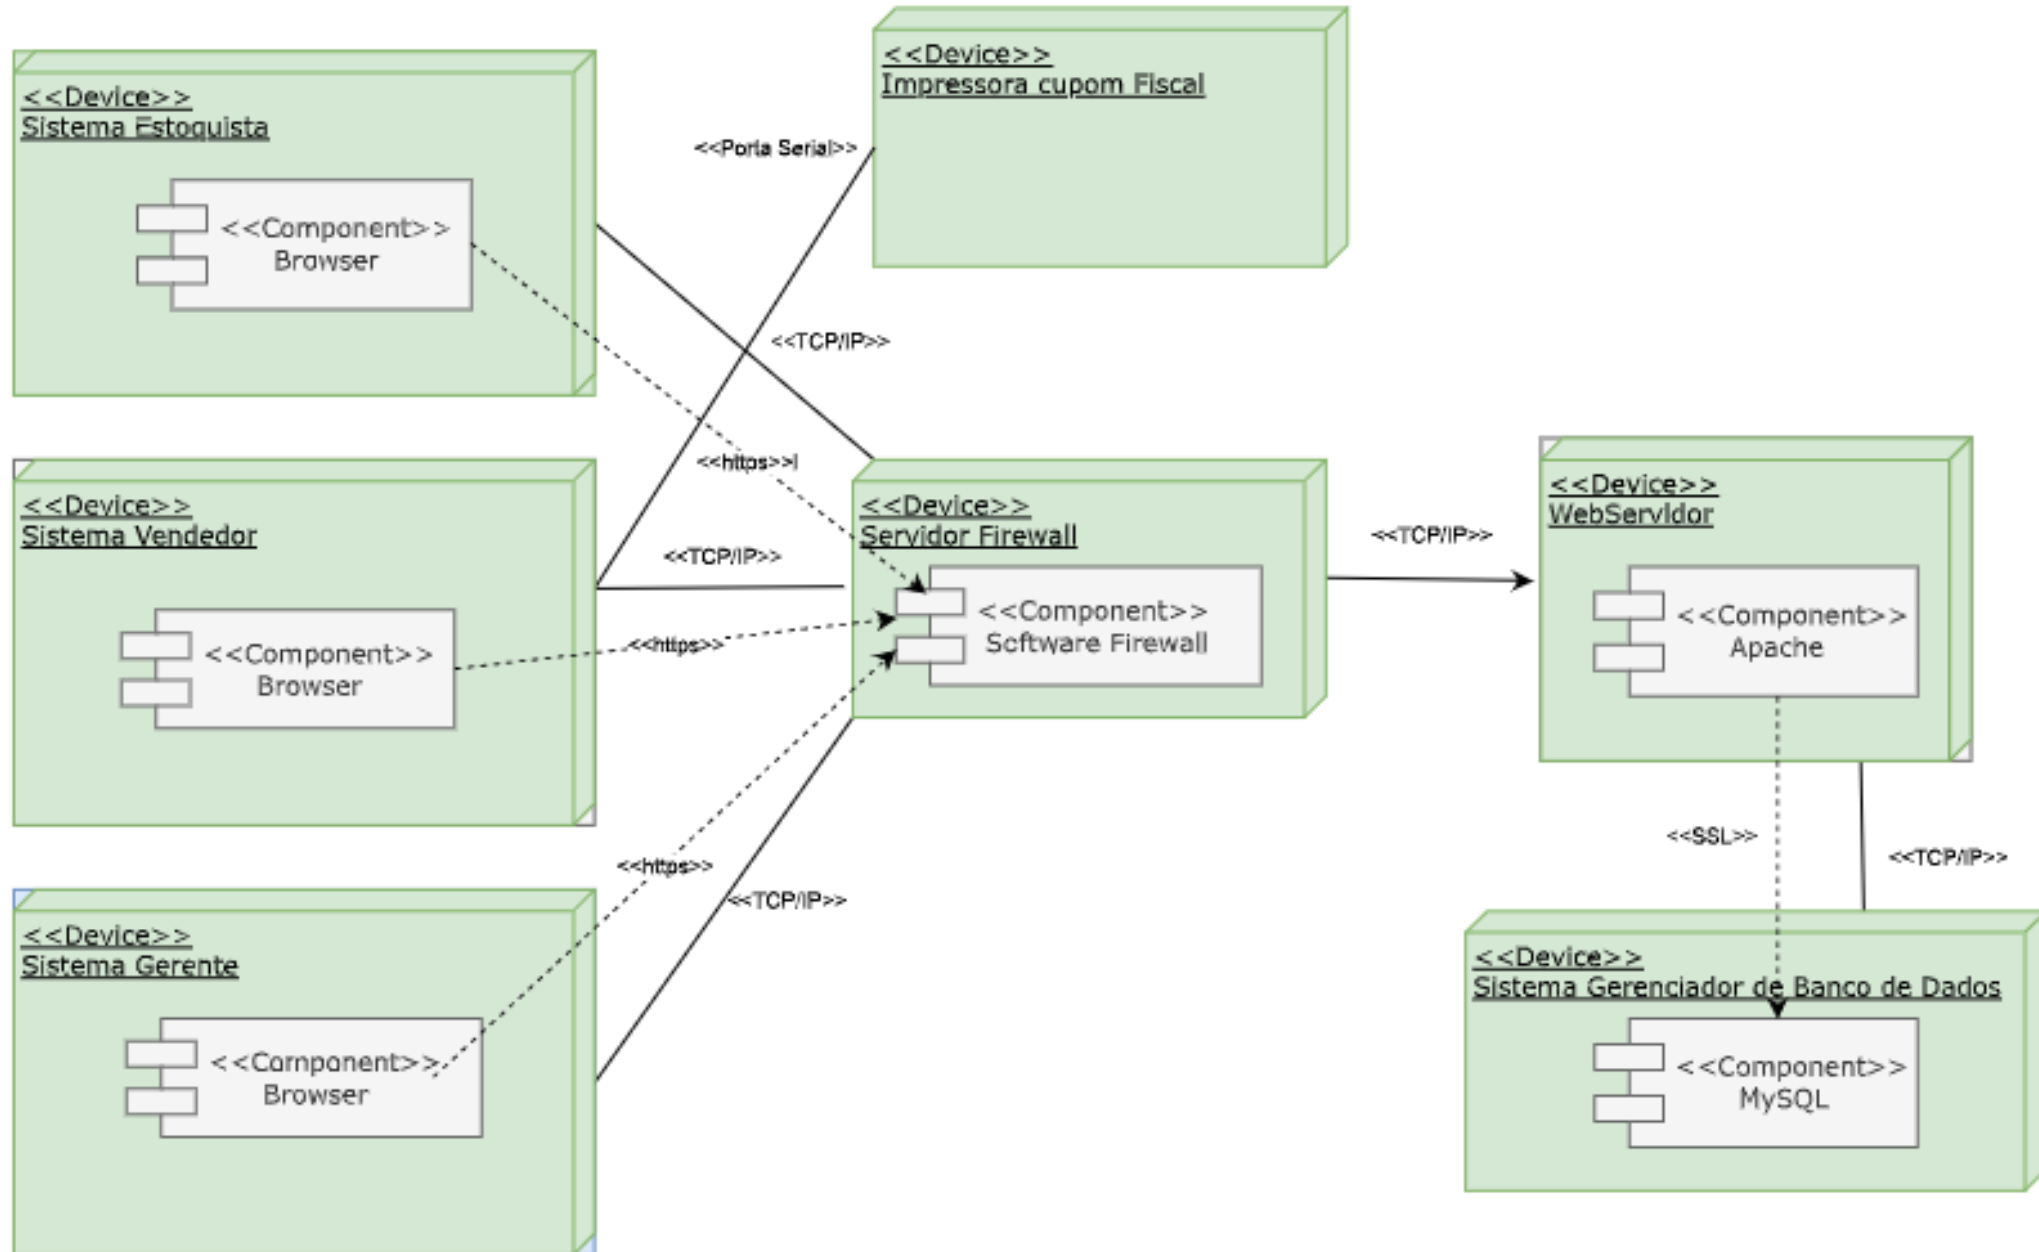 <<Device>>
Sistema Estoquista
<<Component>>
Browser
<<Device>>
Impressora cupom Fiscal
<<Porta Serial>>
<<TCP/IP>>
<<https>>l
<<Device>>
Sistema Vendedor
<<Component>>
Browser
<<TCP/IP>>
<<https>>
<<Device>>
Servidor Firewall
<<Component>>
Software Firewall
<<TCP/IP>>
<<Device>>
WebServidor
<<Component>>
Apache
<<SSL>>
<<TCP/IP>>
<<Device>>
Sistema Gerente
<<Component>>
Browser
<<https>>
<<TCP/IP>>
<<Device>>
Sistema Gerenciador de Banco de Dados
<<Component>>
MySQL